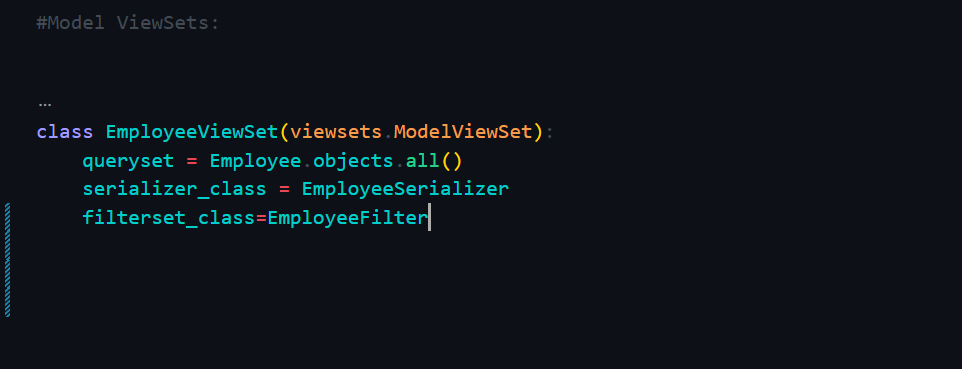 #Model ViewSets:
...
class EmployeeViewSet(viewsets.ModelViewSet):
    queryset = Employee.objects.all()
    serializer_class = EmployeeSerializer
    filterset_class=EmployeeFilter